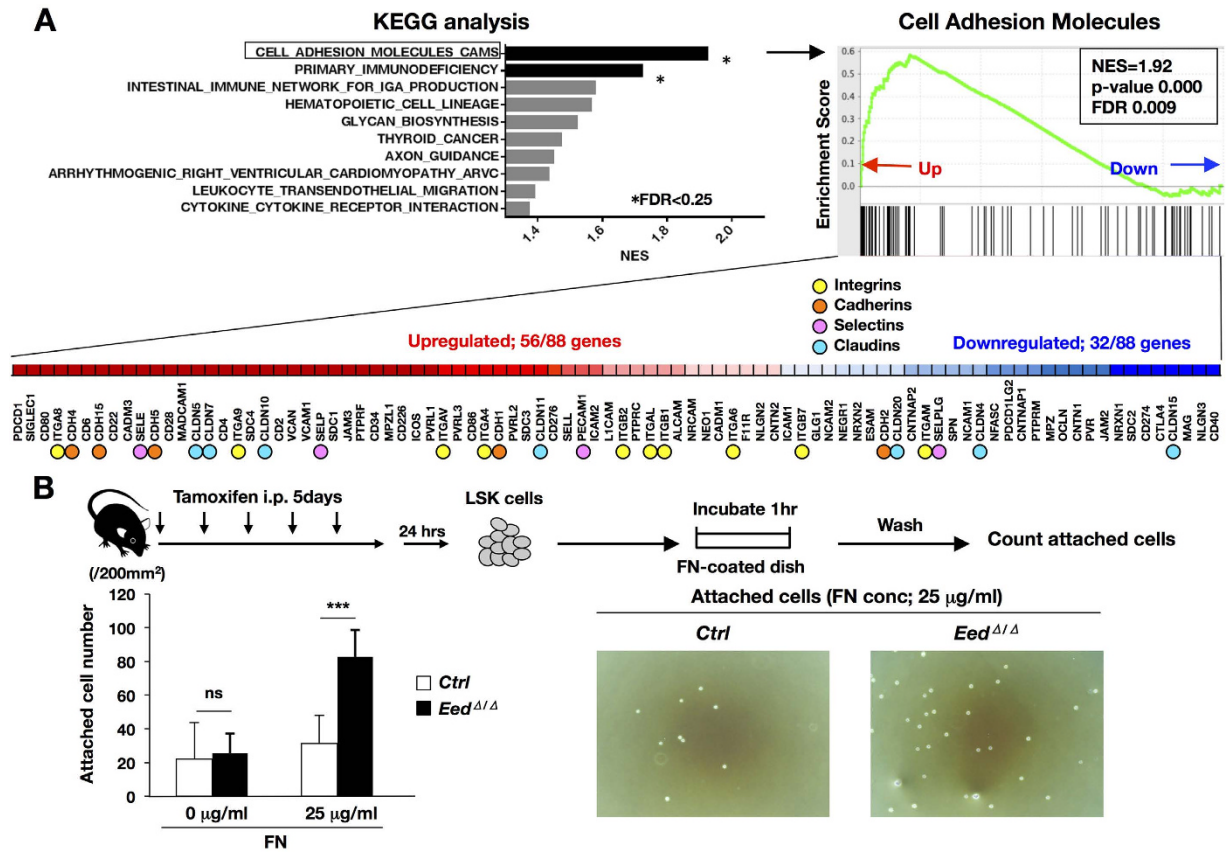 A
KEGG analysis
CELL_ADHESION_MOLECULES_CAMS
PRIMARY_IMMUNODEFICIENCY
INTESTINAL_IMMUNE_NETWORK_FOR_IGA_PRODUCTION
HEMATOPOIETIC_CELL_LINEAGE
GLYCAN_BIOSYNTHESIS
THYROID_CANCER
AXON_GUIDANCE
ARRHYTHMOGENIC_RIGHT_VENTRICULAR_CARDIOMYOPATHY_ARVC
LEUKOCYTE_TRANSENDOTHELIAL_MIGRATION
CYTOKINE_CYTOKINE_RECEPTOR_INTERACTION
*
*
*FDR<0.25
1.4 1.6 1.8 2.0
NES
Cell Adhesion Molecules
Enrichment Score
0.6
0.5
0.4
0.3
0.2
0.1
0.0
NES=1.92
p-value 0.000
FDR 0.009
Up
Down
Integrins
Cadherins
Selectins
Claudins
Upregulated; 56/88 genes
Downregulated; 32/88 genes
PDCD1
SIGLEC1
CD80
ITGA8
CDH4
CD6
CDH15
CD22
CADM3
SELE
CDH5
CD28
MADCAM1
CLDN5
CLDN7
CD4
ITGA9
SDC4
CLDN10
CD2
VCAN
VCAM1
SELP
SDC1
JAM3
PTPRF
CD34
MPZL1
CD226
ICOS
PVRL1
ITGAV
PVRL3
CD86
ITGA4
CDH1
PVRL2
SDC3
CLDN11
CD276
SELL
PECAM1
ICAM2
L1CAM
ITGB2
PTPRC
ITGAL
ITGB1
ALCAM
NRCAM
NEO1
CADM1
ITGA6
F11R
NLGN2
CNTN2
ICAM1
ITGB7
GLG1
NCAM2
NEGR1
NRXN2
ESAM
CDH2
CLDN20
CNTNAP2
ITGAM
SELPLG
SPN
NCAM1
CLDN4
NFASC
PDCD1LG2
CNTNAP1
PTPRM
MPZ
OCLN
CNTN1
PVR
JAM2
NRXN1
SDC2
CD274
CTLA4
CLDN15
MAG
NLGN3
CD40
B
Tamoxifen i.p. 5days
24 hrs
LSK cells
Incubate 1hr
FN-coated dish
Wash
Count attached cells
(/200mm²)
Attached cell number
120
100
80
60
40
20
0
ns
***
Ctrl
Eed Δ/Δ
0 μg/ml 25 μg/ml
FN
Attached cells (FN conc; 25 μg/ml)
Ctrl
Eed Δ/Δ